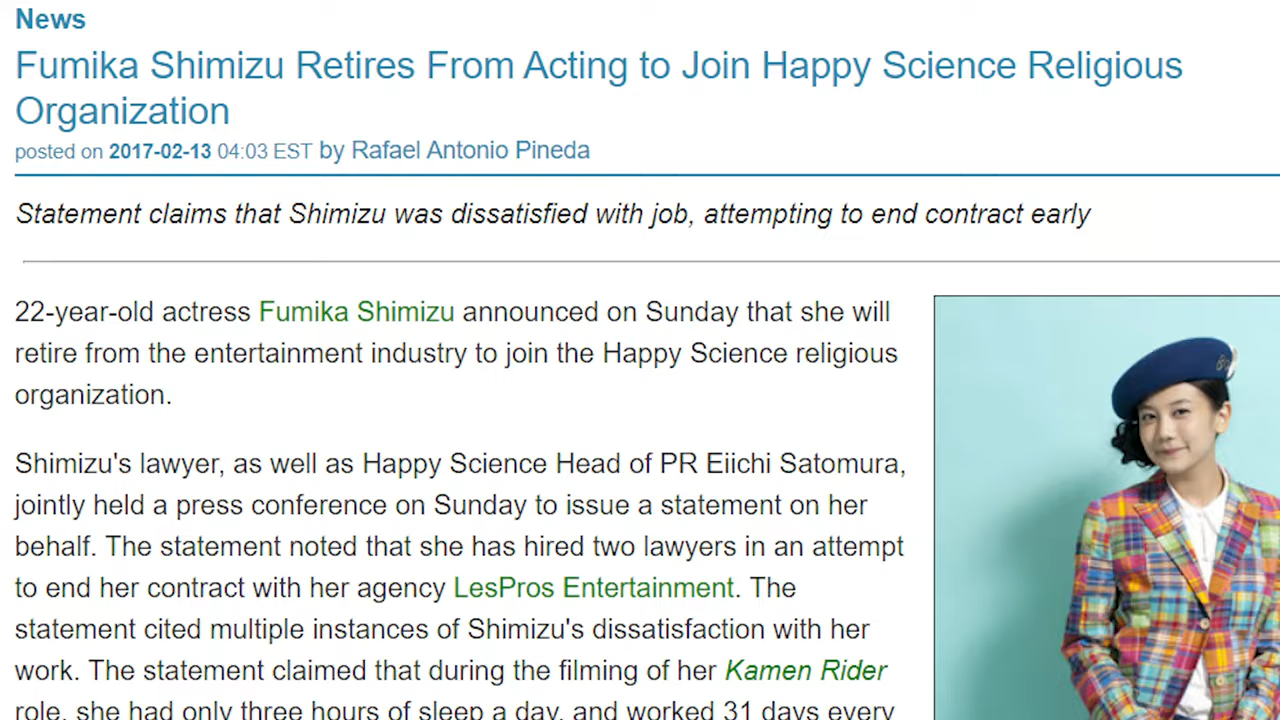 News
Fumika Shimizu Retires From Acting to Join Happy Science Religious
Organization
posted on 2017-02-13 04:03 EST by Rafael Antonio Pineda
Statement claims that Shimizu was dissatisfied with job, attempting to end contract early
22-year-old actress Fumika Shimizu announced on Sunday that she will
retire from the entertainment industry to join the Happy Science religious
organization.
Shimizu's lawyer, as well as Happy Science Head of PR Eiichi Satomura,
jointly held a press conference on Sunday to issue a statement on her
behalf. The statement noted that she has hired two lawyers in an attempt
to end her contract with her agency LesPros Entertainment. The
statement cited multiple instances of Shimizu's dissatisfaction with her
work. The statement claimed that during the filming of her Kamen Rider
role, she had only three hours of sleep a day, and worked 31 days every